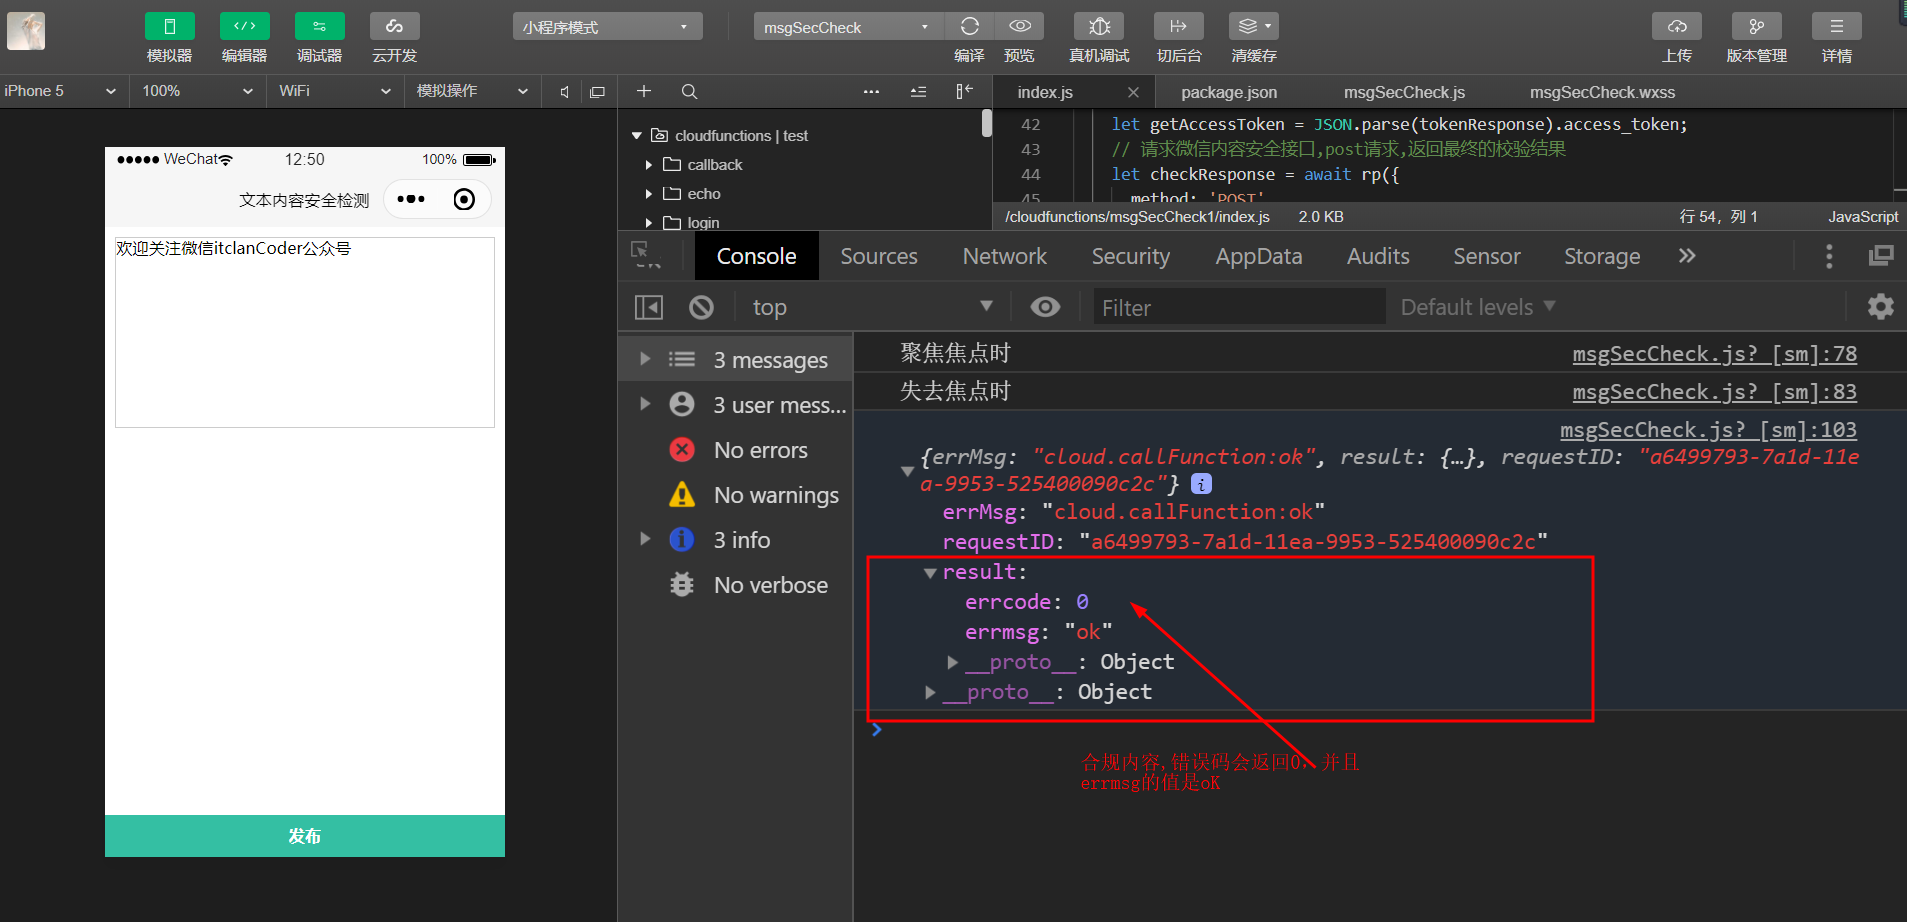 小程序模式
msgSecCheck
模拟器
编辑器
调试器
云开发
编译
预览
真机调试
切后台
清缓存
上传
版本管理
详情
iPhone 5
100%
WiFi
模拟操作
WeChat
12:50
100%
文本内容安全检测
欢迎关注微信itclanCoder公众号
发布
cloudfunctions | test
callback
echo
login
index.js
package.json
msgSecCheck.js
msgSecCheck.wxss
42 let getAccessToken = JSON.parse(tokenResponse).access_token;
43 // 请求微信内容安全接口,post请求,返回最终的校验结果
44 let checkResponse = await rp({
45 method: 'POST'
/cloudfunctions/msgSecCheck1/index.js 2.0 KB
行 54，列 1
JavaScript
Console
Sources
Network
Security
AppData
Audits
Sensor
Storage
top
Filter
Default levels
3 messages
3 user mess...
No errors
No warnings
3 info
No verbose
聚焦焦点时 msgSecCheck.js? [sm]:78
失去焦点时 msgSecCheck.js? [sm]:83
msgSecCheck.js? [sm]:103
{errMsg: "cloud.callFunction:ok", result: {…}, requestID: "a6499793-7a1d-11e
a-9953-525400090c2c"}
errMsg: "cloud.callFunction:ok"
requestID: "a6499793-7a1d-11ea-9953-525400090c2c"
result:
errcode: 0
errmsg: "ok"
__proto__: Object
__proto__: Object
合规内容,错误码会返回0，并且
errmsg的值是oK